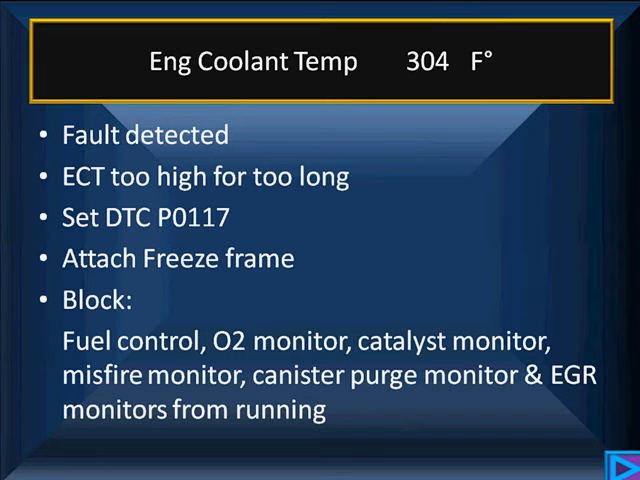 Eng Coolant Temp 304 F°
• Fault detected
• ECT too high for too long
• Set DTC P0117
• Attach Freeze frame
• Block:
Fuel control, O2 monitor, catalyst monitor,
misfire monitor, canister purge monitor & EGR
monitors from running